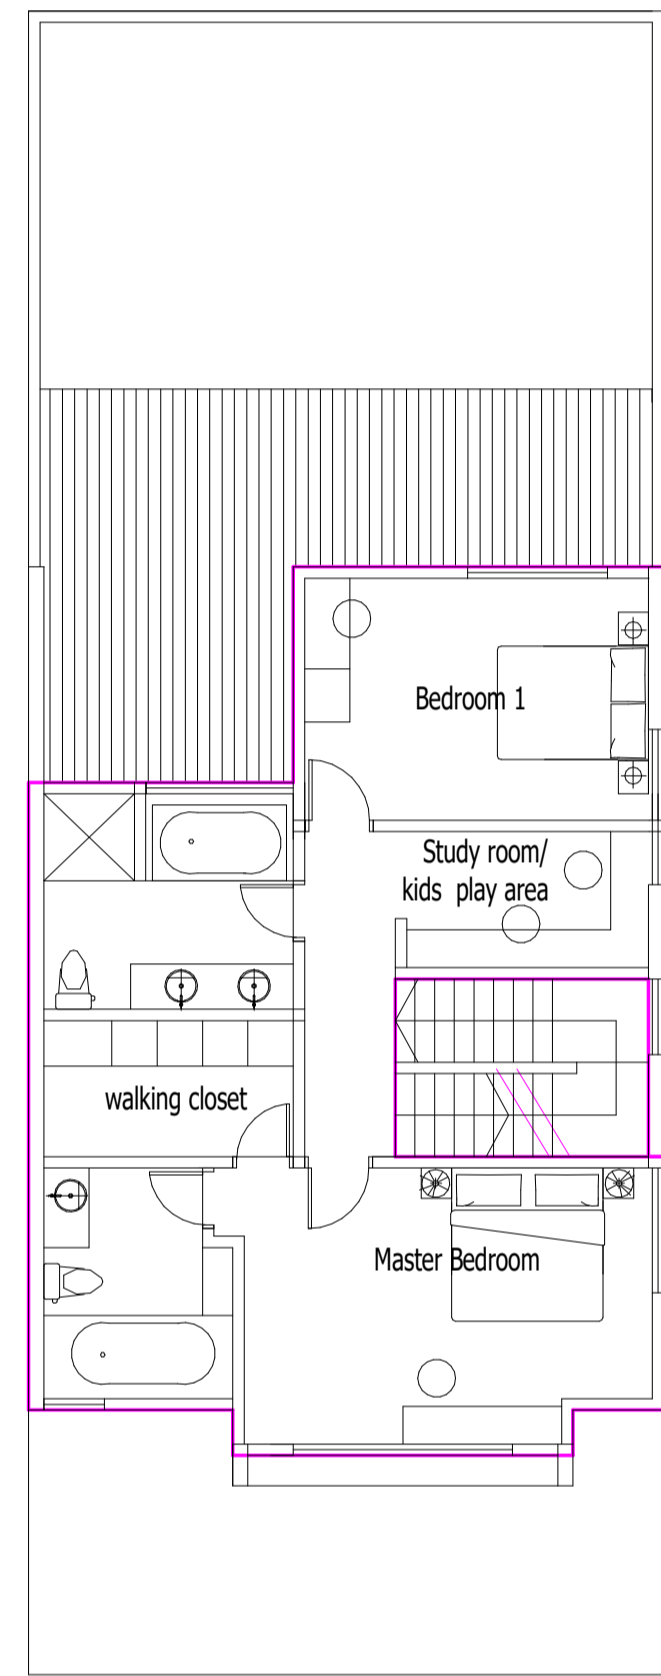 Bedroom 1
Study room/
kids play area
walking closet
Master Bedroom